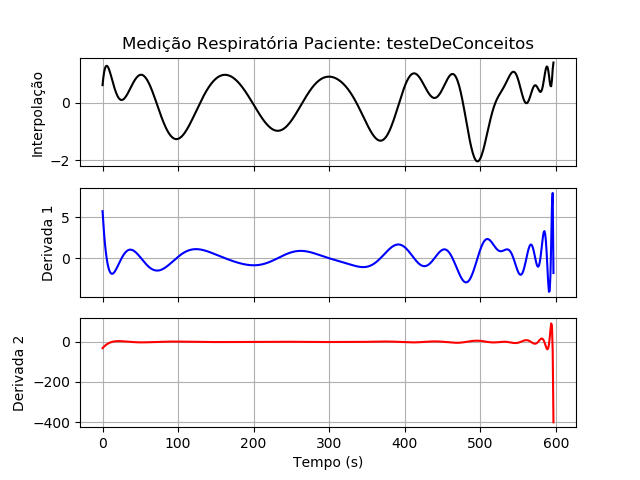 Medição Respiratória Paciente: testeDeConceitos
Interpolação
0
−2
Derivada 1
5
0
Derivada 2
0
−200
−400
0 100 200 300 400 500 600
Tempo (s)